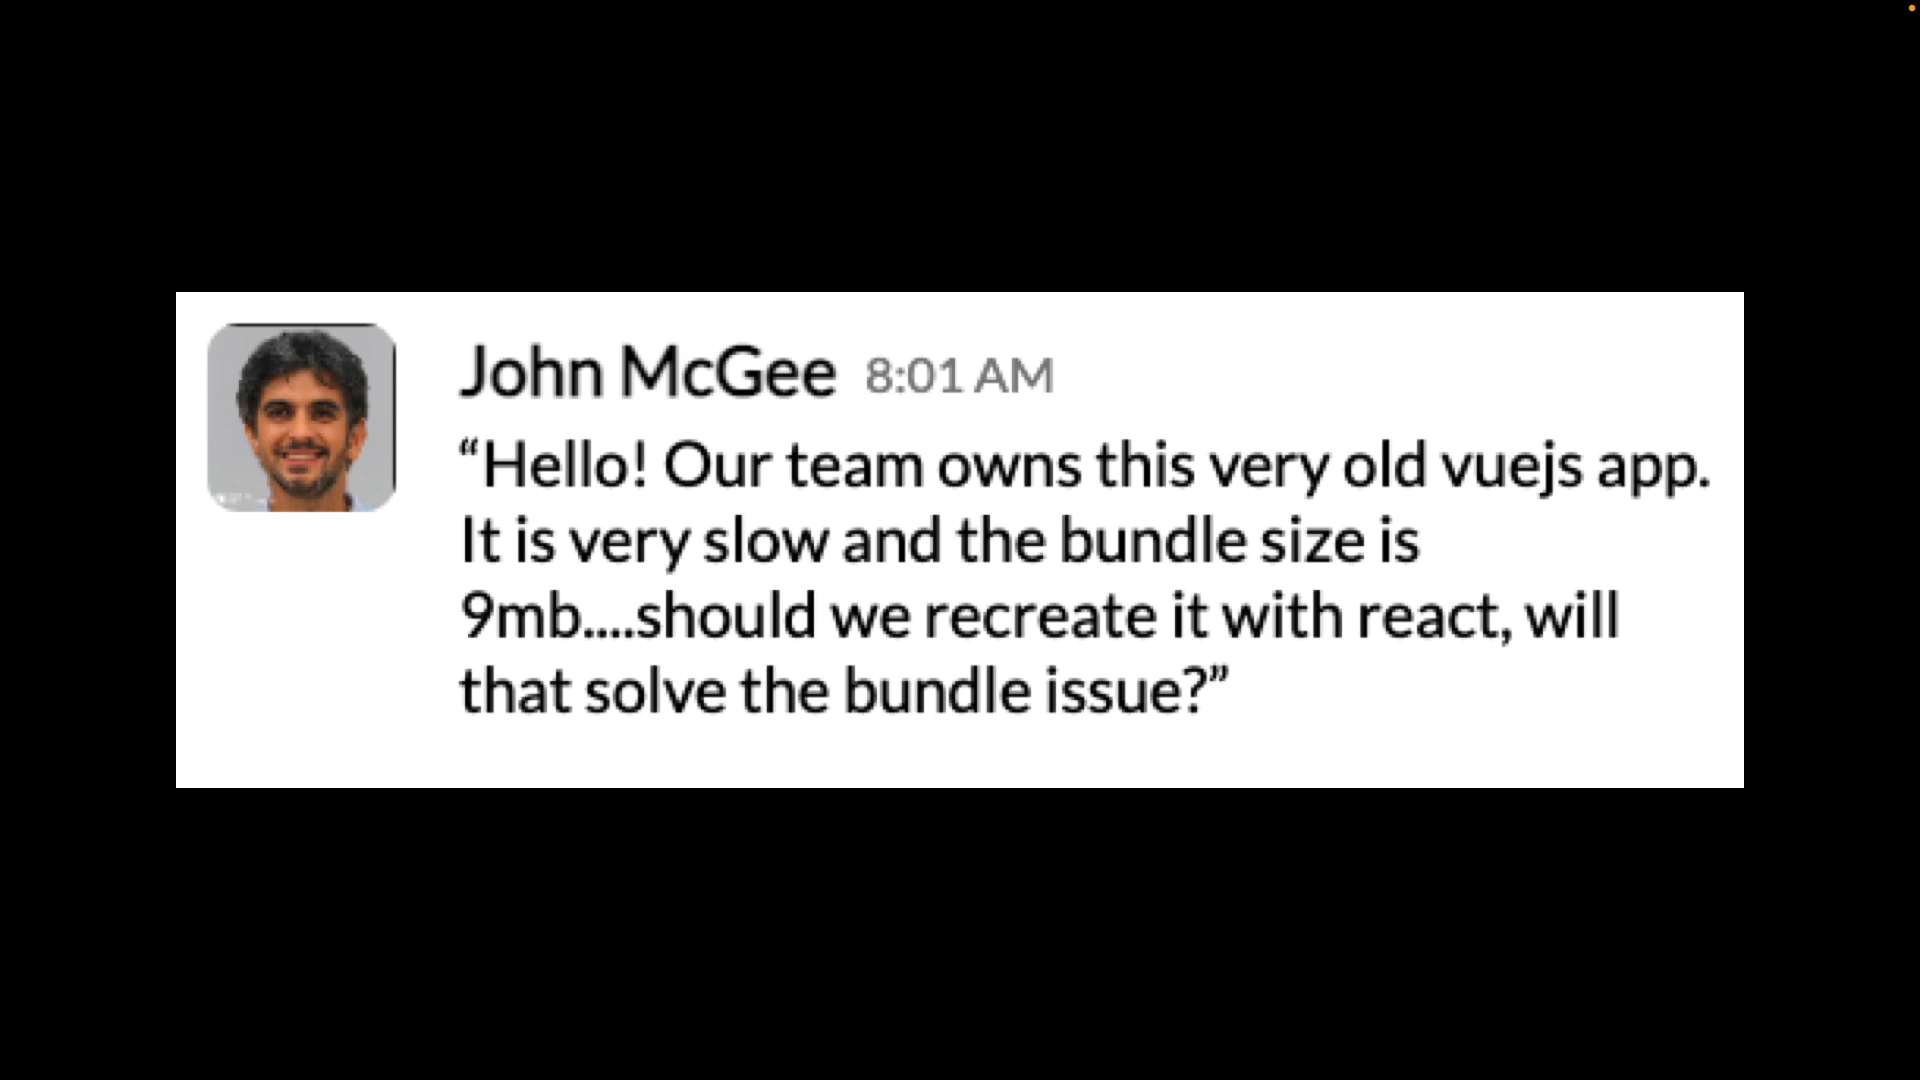 John McGee 8:01 AM
“Hello! Our team owns this very old vuejs app.
It is very slow and the bundle size is
9mb....should we recreate it with react, will
that solve the bundle issue?”